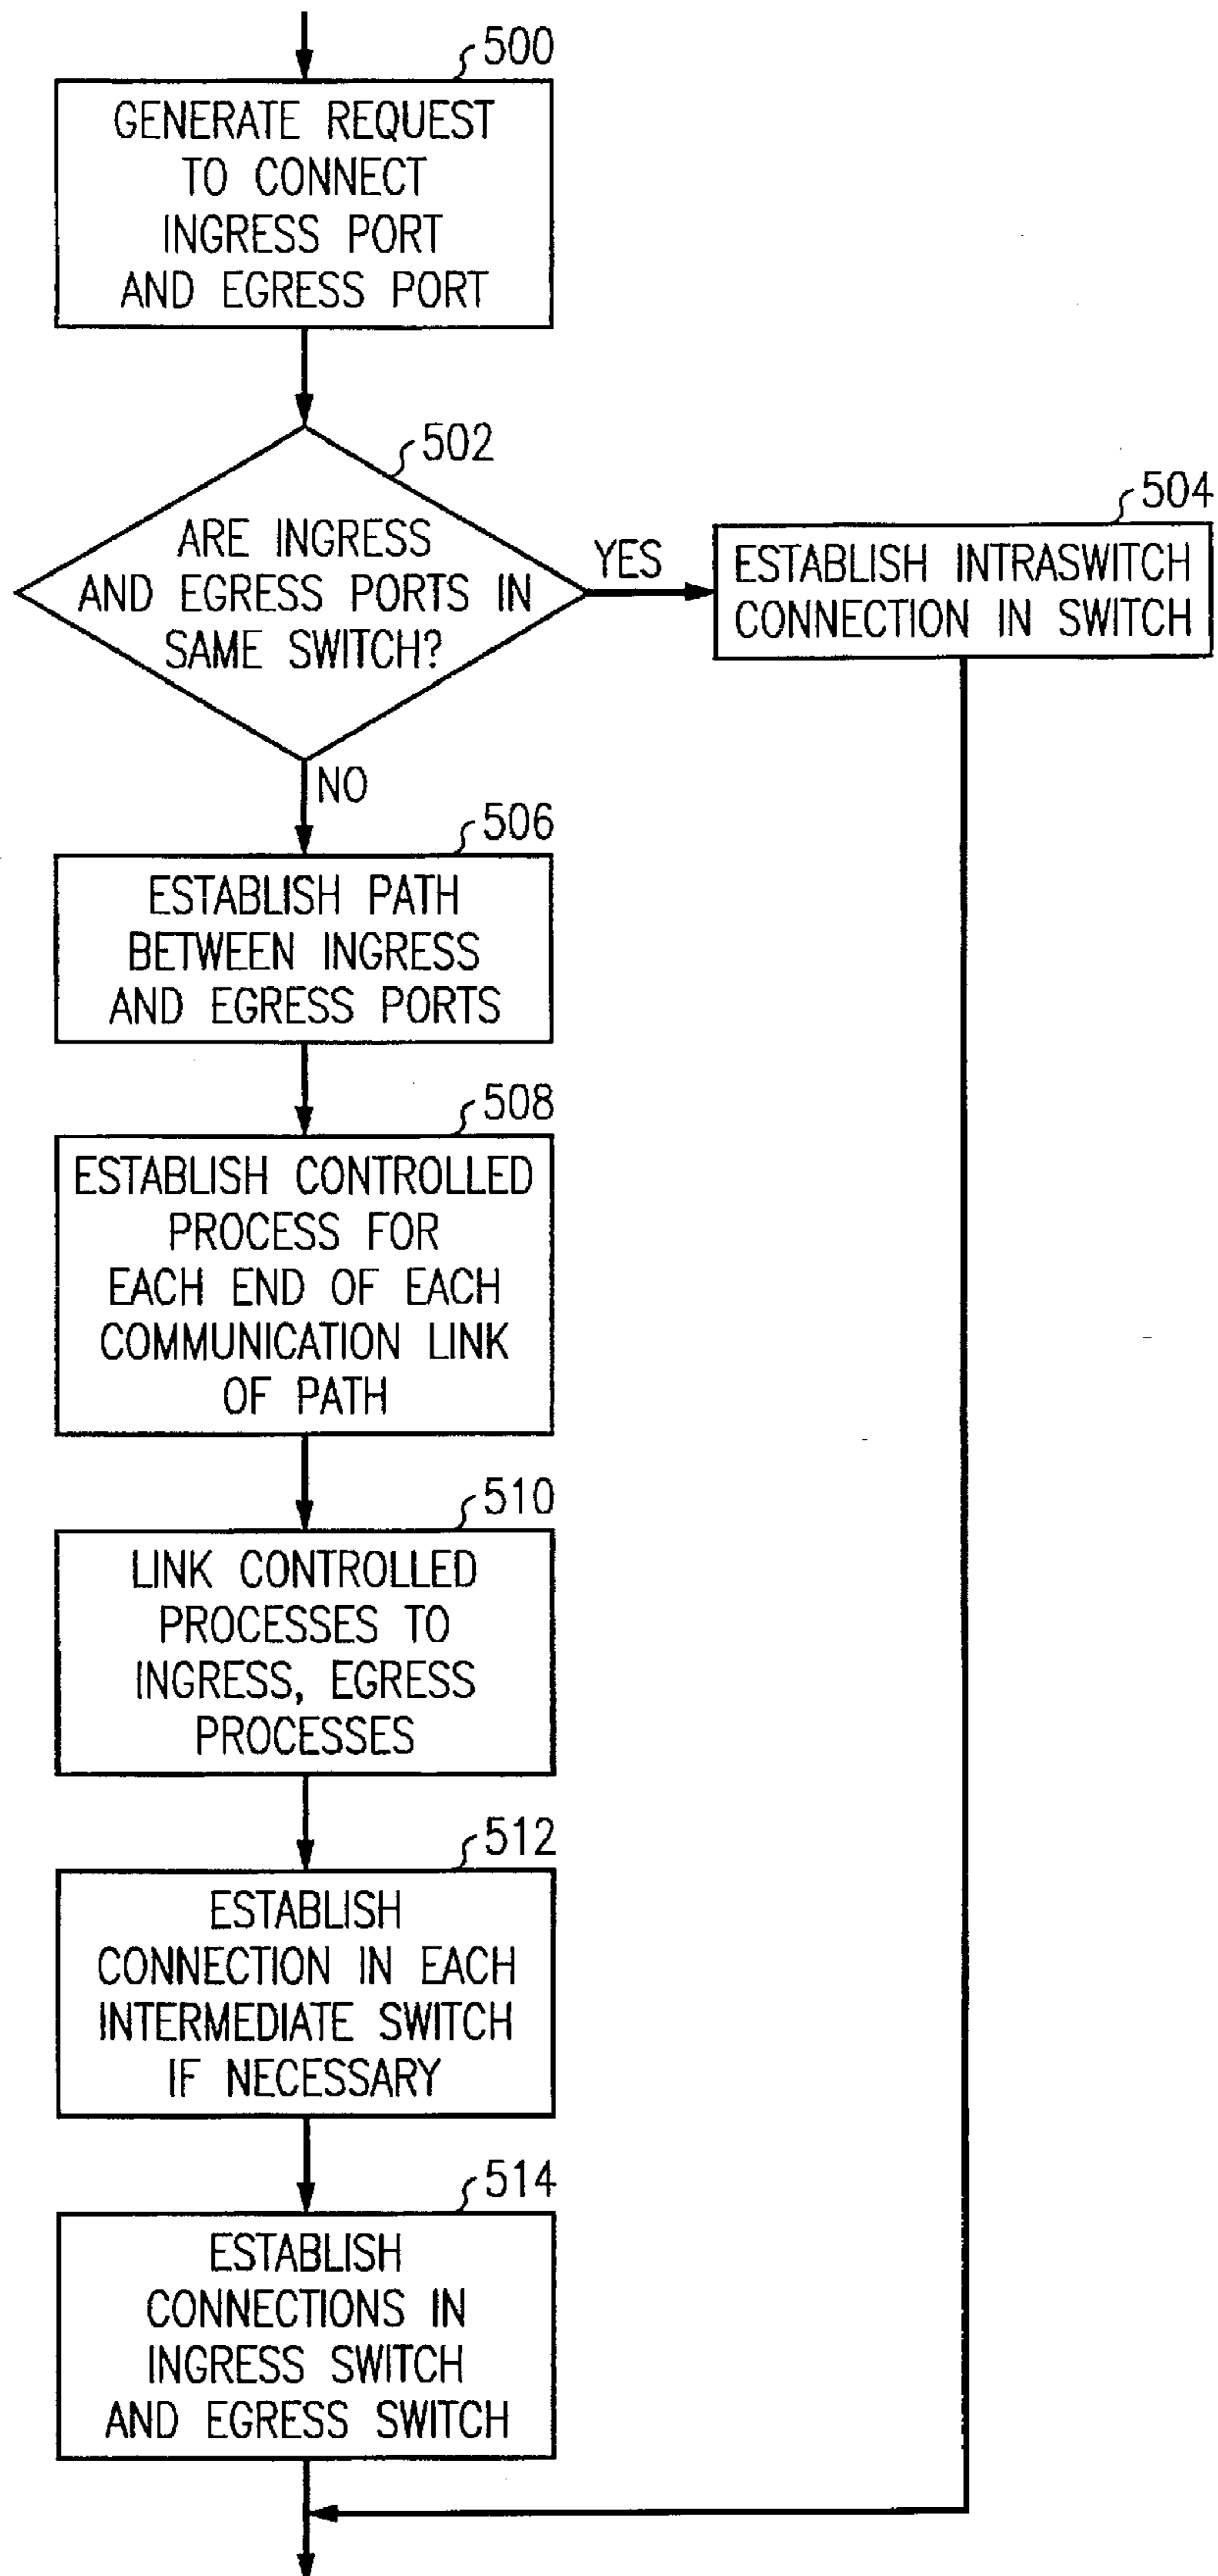 500
GENERATE REQUEST
TO CONNECT
INGRESS PORT
AND EGRESS PORT
502
ARE INGRESS
AND EGRESS PORTS IN
SAME SWITCH?
YES
504
ESTABLISH INTRASWITCH
CONNECTION IN SWITCH
NO
506
ESTABLISH PATH
BETWEEN INGRESS
AND EGRESS PORTS
508
ESTABLISH CONTROLLED
PROCESS FOR
EACH END OF EACH
COMMUNICATION LINK
OF PATH
510
LINK CONTROLLED
PROCESSES TO
INGRESS, EGRESS
PROCESSES
512
ESTABLISH
CONNECTION IN EACH
INTERMEDIATE SWITCH
IF NECESSARY
514
ESTABLISH
CONNECTIONS IN
INGRESS SWITCH
AND EGRESS SWITCH